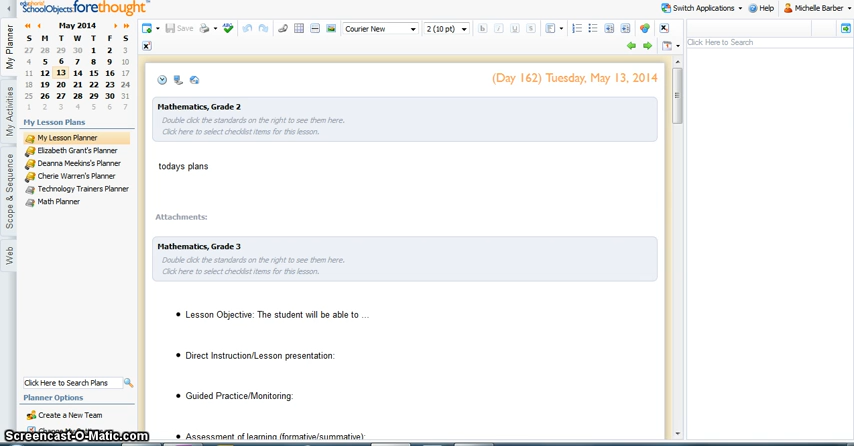 eduphoria!
SchoolObjects:forethought™
Switch Applications
Help
Michelle Barber
My Planner
My Activities
Scope & Sequence
Web
May 2014
S M T W T F S
27 28 29 30 1 2 3
4 5 6 7 8 9 10
11 12 13 14 15 16 17
18 19 20 21 22 23 24
25 26 27 28 29 30 31
1 2 3 4 5 6 7
My Lesson Plans
My Lesson Planner
Elizabeth Grant's Planner
Deanna Meekins's Planner
Cherie Warren's Planner
Technology Trainers Planner
Math Planner
Click Here to Search Plans
Planner Options
Create a New Team
Screencast-O-Matic.com
Save
ABC
Courier New
2 (10 pt)
B I U
(Day 162) Tuesday, May 13, 2014
Mathematics, Grade 2
Double click the standards on the right to see them here.
Click here to select checklist items for this lesson.
todays plans
Attachments:
Mathematics, Grade 3
Double click the standards on the right to see them here.
Click here to select checklist items for this lesson.
• Lesson Objective: The student will be able to ...
• Direct Instruction/Lesson presentation:
• Guided Practice/Monitoring:
• Assessment of learning (formative/summative):
Click Here to Search